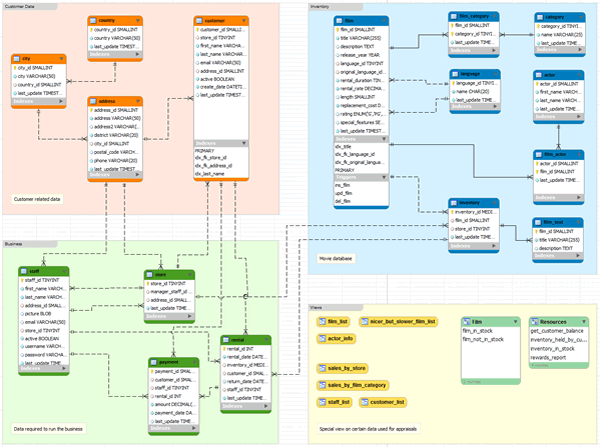 Customer Data
country
country_id SMALLINT
country VARCHAR(50)
last_update TIMEST...
Indexes
customer
customer_id SMALL...
store_id TINYINT
first_name VARCHA...
last_name VARCHA...
email VARCHAR(50)
address_id SMALLINT
active BOOLEAN
create_date DATETI...
last_update TIMEST...
Indexes
PRIMARY
idx_fk_store_id
idx_fk_address_id
idx_last_name
city
city_id SMALLINT
city VARCHAR(50)
country_id SMALLINT
last_update TIMEST...
Indexes
address
address_id SMALLINT
address VARCHAR(50)
address2 VARCHAR(...
district VARCHAR(20)
city_id SMALLINT
postal_code VARCH...
phone VARCHAR(20)
last_update TIMEST...
Indexes
Customer related data
Inventory
film
film_id SMALLINT
title VARCHAR(255)
description TEXT
release_year YEAR
language_id TINYINT
original_language_i...
rental_duration TIN...
rental_rate DECIMA...
length SMALLINT
replacement_cost D...
rating ENUM('G','PG'...
special_features SE...
last_update TIMEST...
Indexes
idx_title
idx_fk_language_id
idx_fk_original_langu...
PRIMARY
Triggers
ins_film
upd_film
del_film
film_category
film_id SMALLINT
category_id TINYI...
last_update TIME...
Indexes
category
category_id TINYI...
name VARCHAR(25)
last_update TIME...
Indexes
language
language_id TINY...
name CHAR(20)
last_update TIME...
Indexes
actor
actor_id SMALLINT
first_name VARCH...
last_name VARCH...
last_update TIME...
Indexes
film_actor
actor_id SMALLINT
film_id SMALLINT
last_update TIME...
Indexes
inventory
inventory_id MEDI...
film_id SMALLINT
store_id TINYINT
last_update TIME...
Indexes
film_text
film_id SMALLINT
title VARCHAR(255)
description TEXT
Indexes
Movie database
Business
staff
staff_id TINYINT
first_name VARCH...
last_name VARCH...
address_id SMALL...
picture BLOB
email VARCHAR(50)
store_id TINYINT
active BOOLEAN
username VARCHA...
password VARCHA...
last_update TIMES...
Indexes
store
store_id TINYINT
manager_staff_id ...
address_id SMALLI...
last_update TIMES...
Indexes
rental
rental_id INT
rental_date DATE...
inventory_id MEDI...
customer_id SMAL...
return_date DATE...
staff_id TINYINT
last_update TIMES...
Indexes
payment
payment_id SMAL...
customer_id SMAL...
staff_id TINYINT
rental_id INT
amount DECIMAL(...
payment_date DA...
last_update TIME...
Indexes
Data required to run the business
Views
film_list
nicer_but_slower_film_list
actor_info
sales_by_store
sales_by_film_category
staff_list
customer_list
Film
film_in_stock
film_not_in_stock
Resources
get_customer_balance
inventory_held_by_cu...
inventory_in_stock
rewards_report
Special view on certain data used for appraisals